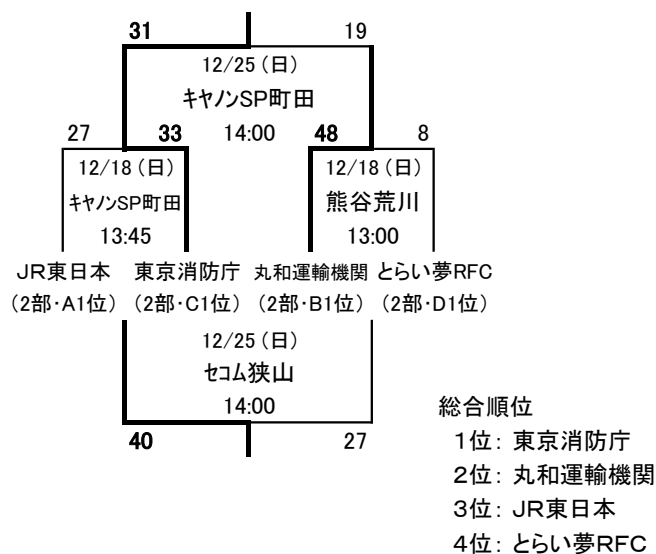 31 19
12/25（日）
キヤノンSP町田
14:00
27 33 48 8
12/18（日） 12/18（日）
キヤノンSP町田 熊谷荒川
13:45 13:00
JR東日本 東京消防庁 丸和運輸機関 とらい夢RFC
（2部・A1位） （2部・C1位） （2部・B1位） （2部・D1位）
12/25（日）
セコム狭山
14:00
40 27
総合順位
1位： 東京消防庁
2位： 丸和運輸機関
3位： JR東日本
4位： とらい夢RFC